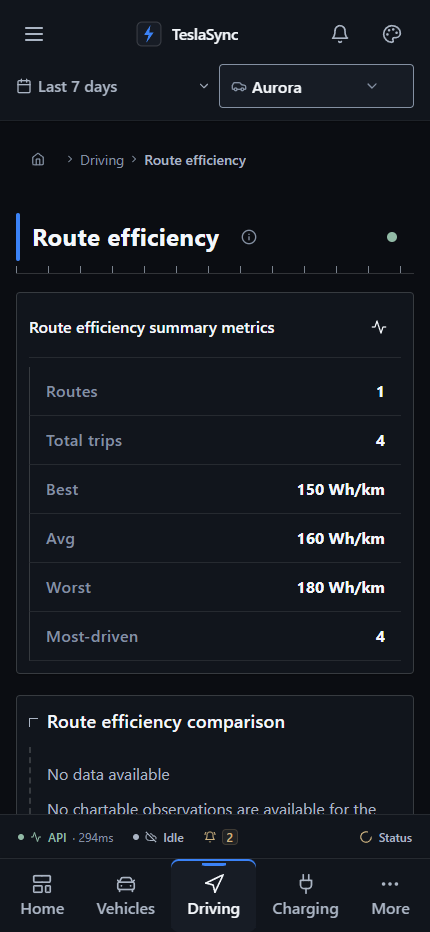 TeslaSync
Last 7 days
Aurora
Driving
Route efficiency
Route efficiency
Route efficiency summary metrics
Routes 1
Total trips 4
Best 150 Wh/km
Avg 160 Wh/km
Worst 180 Wh/km
Most-driven 4
Route efficiency comparison
No data available
No chartable observations are available for the
API · 294ms Idle 2 Status
Home Vehicles Driving Charging More